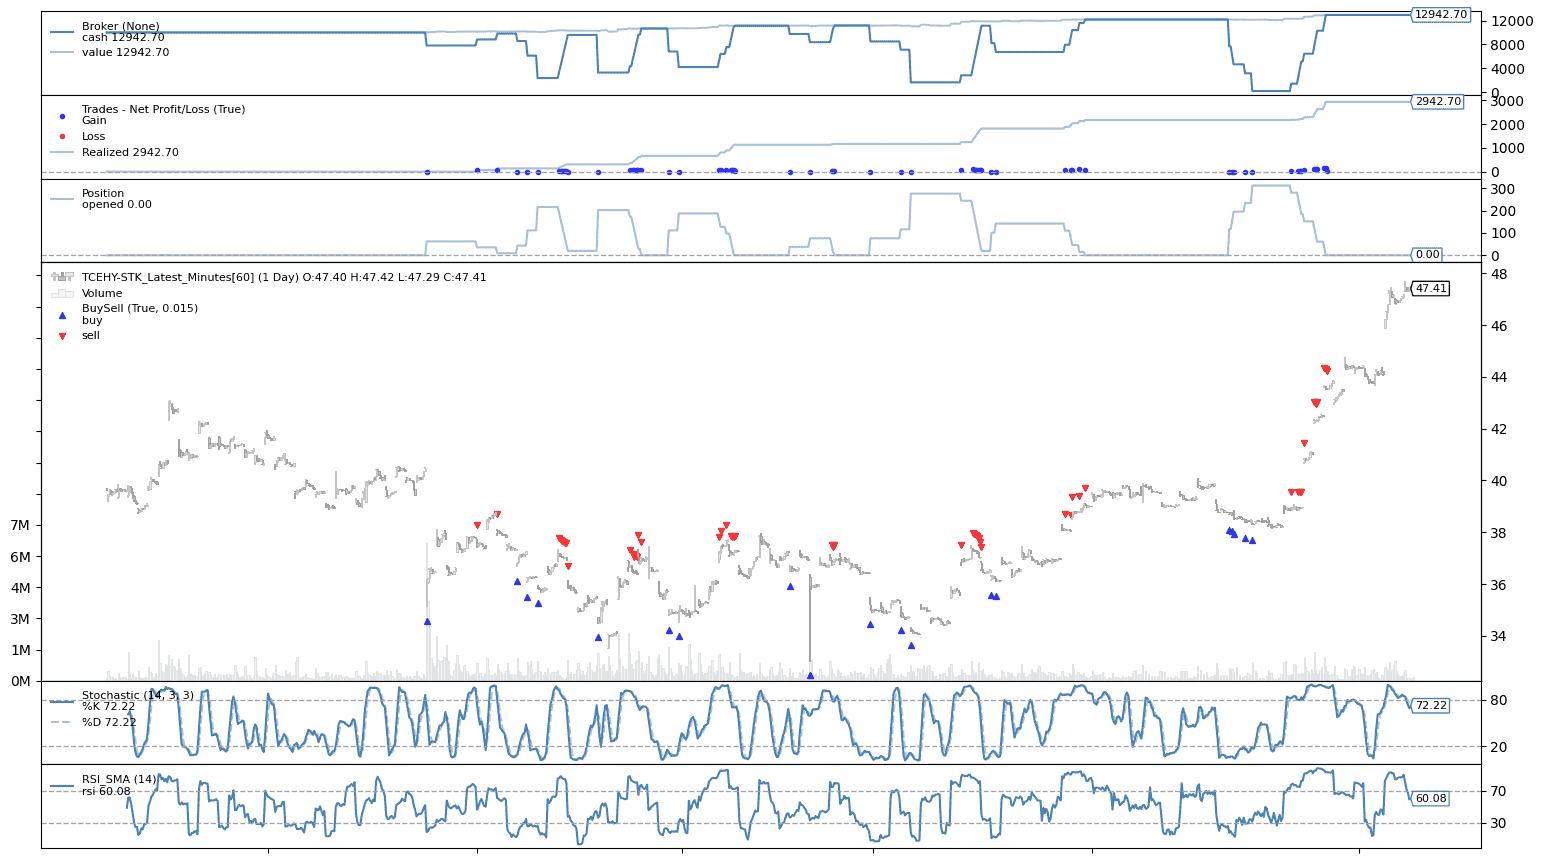 Broker (None)
cash 12942.70
value 12942.70
12942.70
12000
8000
4000
0
Trades - Net Profit/Loss (True)
Gain
Loss
Realized 2942.70
2942.70
3000
2000
1000
0
Position
opened 0.00
300
200
100
0
0.00
TCEHY-STK_Latest_Minutes[60] (1 Day) O:47.40 H:47.42 L:47.29 C:47.41
Volume
BuySell (True, 0.015)
buy
sell
47.41
48
46
44
42
40
38
36
34
7M
6M
4M
3M
1M
0M
Stochastic (14, 3, 3)
%K 72.22
%D 72.22
72.22
80
20
RSI_SMA (14)
rsi 60.08
60.08
70
30